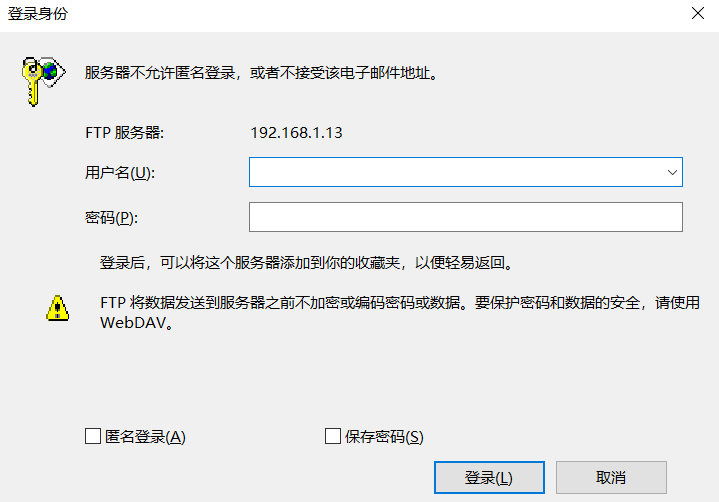 登录身份
服务器不允许匿名登录，或者不接受该电子邮件地址。
FTP 服务器: 192.168.1.13
用户名(U):
密码(P):
登录后，可以将这个服务器添加到你的收藏夹，以便轻易返回。
FTP 将数据发送到服务器之前不加密或编码密码或数据。要保护密码和数据的安全，请使用
WebDAV。
匿名登录(A) 保存密码(S)
登录(L) 取消